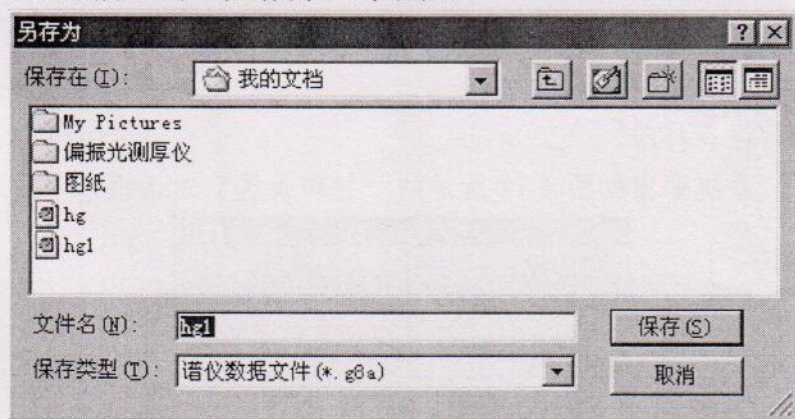 另存为
保存在(I): 我的文档
My Pictures
偏振光测厚仪
图纸
hg
hg1
文件名(N): hg1 保存(S)
保存类型(T): 谱仪数据文件(*.g8a) 取消